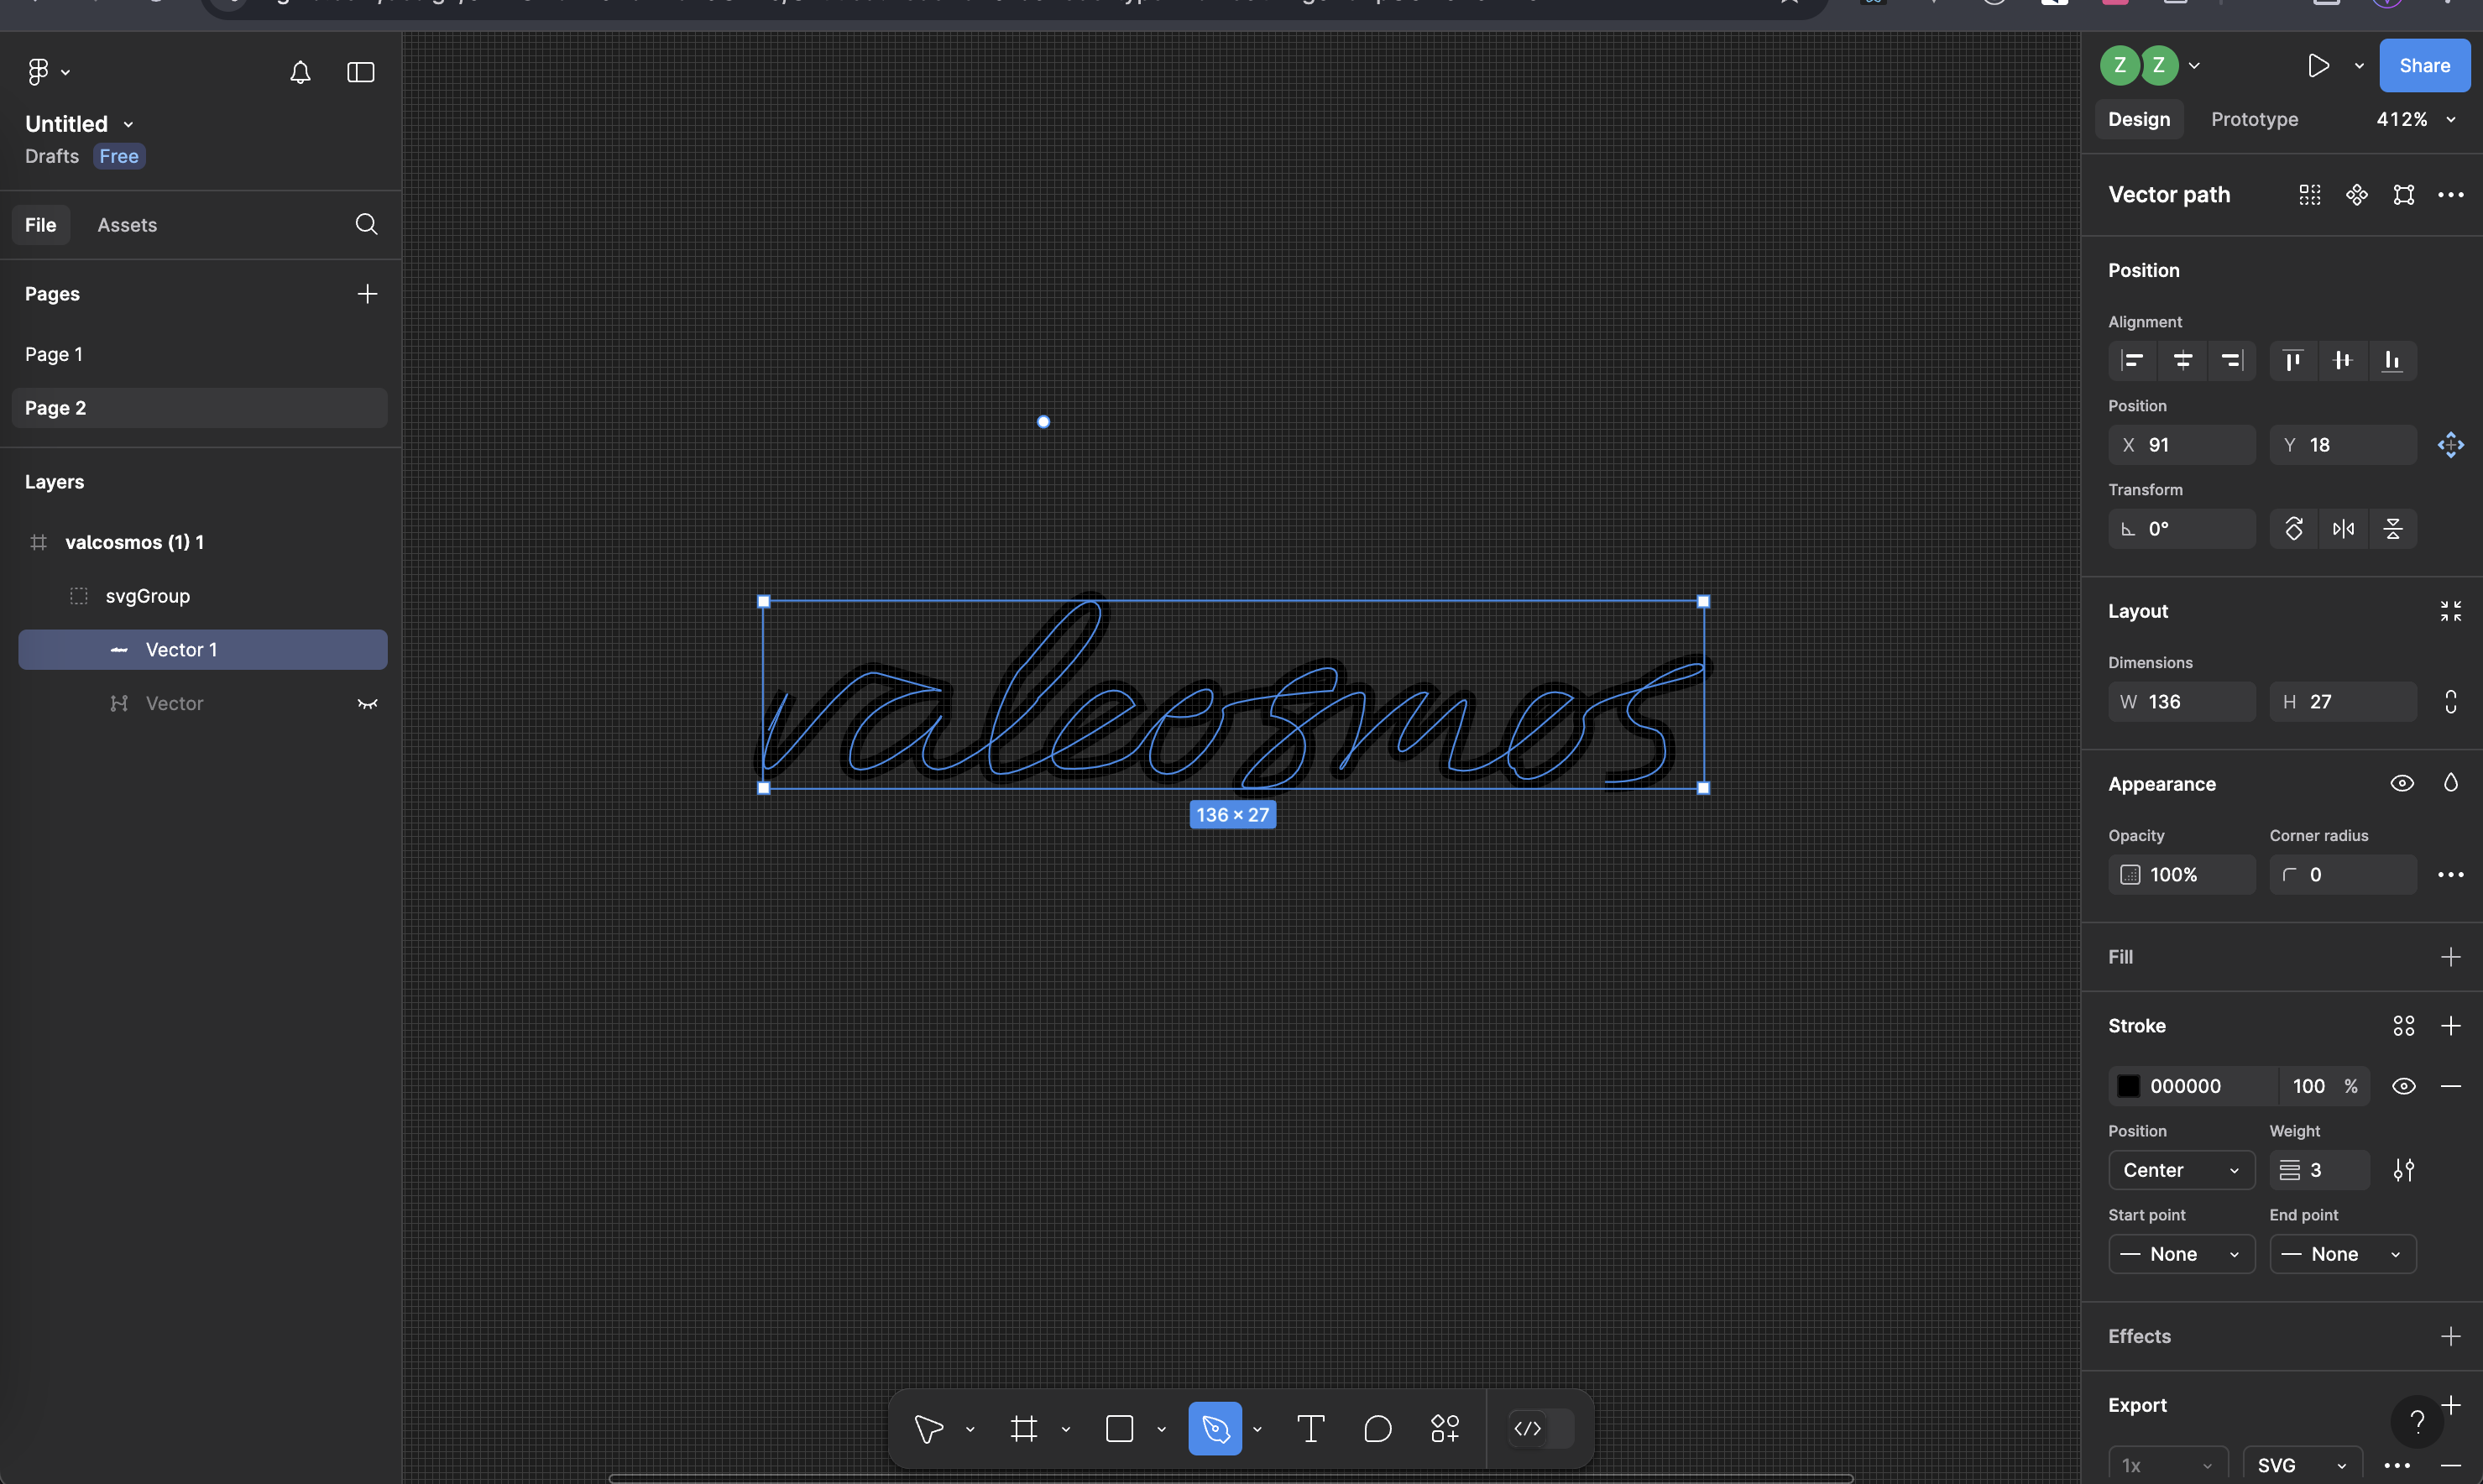 Untitled
Drafts Free
File Assets
Pages
Page 1
Page 2
Layers
valcosmos (1) 1
svgGroup
Vector 1
Vector
valcosmos
136 × 27
Z Z
Share
Design Prototype 412%
Vector path
Position
Alignment
Position
X 91 Y 18
Transform
0°
Layout
Dimensions
W 136 H 27
Appearance
Opacity Corner radius
100% 0
Fill
Stroke
000000 100 %
Position Weight
Center 3
Start point End point
None None
Effects
Export
?
1x SVG